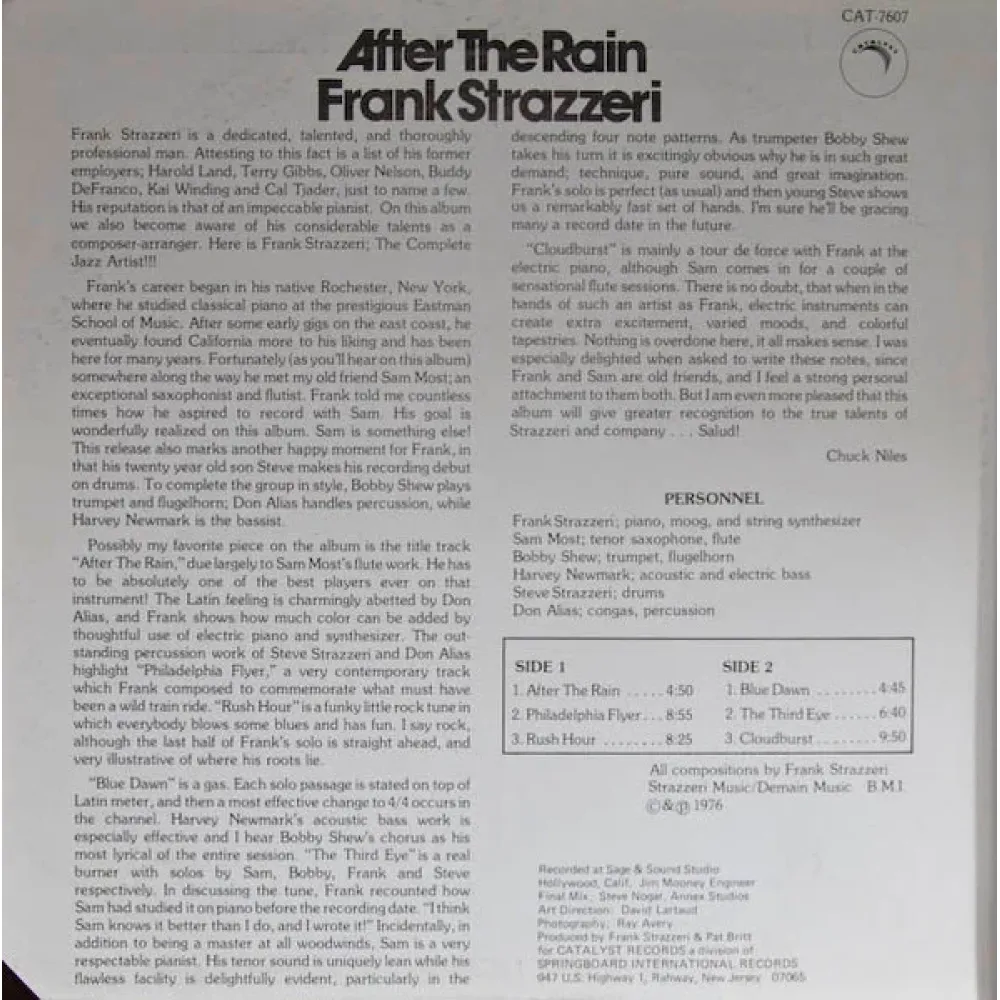 CAT-7607
CATALYST
After The Rain
Frank Strazzeri
Frank Strazzeri is a dedicated, talented, and thoroughly
professional man. Attesting to this fact is a list of his former
employers; Harold Land, Terry Gibbs, Oliver Nelson, Buddy
DeFranco, Kai Winding and Cal Tjader, just to name a few.
His reputation is that of an impeccable pianist. On this album
we also become aware of his considerable talents as a
composer-arranger. Here is Frank Strazzeri; The Complete
Jazz Artist!!!
Frank's career began in his native Rochester, New York,
where he studied classical piano at the prestigious Eastman
School of Music. After some early gigs on the east coast, he
eventually found California more to his liking and has been
here for many years. Fortunately (as you'll hear on this album)
somewhere along the way he met my old friend Sam Most; an
exceptional saxophonist and flutist. Frank told me countless
times how he aspired to record with Sam. His goal is
wonderfully realized on this album. Sam is something else!
This release also marks another happy moment for Frank, in
that his twenty year old son Steve makes his recording debut
on drums. To complete the group in style, Bobby Shew plays
trumpet and flugelhorn; Don Alias handles percussion, while
Harvey Newmark is the bassist.
Possibly my favorite piece on the album is the title track
"After The Rain," due largely to Sam Most's flute work. He has
to be absolutely one of the best players ever on that
instrument! The Latin feeling is charmingly abetted by Don
Alias, and Frank shows how much color can be added by
thoughtful use of electric piano and synthesizer. The out-
standing percussion work of Steve Strazzeri and Don Alias
highlight "Philadelphia Flyer," a very contemporary track
which Frank composed to commemorate what must have
been a wild train ride. "Rush Hour" is a funky little rock tune in
which everybody blows some blues and has fun. I say rock,
although the last half of Frank's solo is straight ahead, and
very illustrative of where his roots lie.
"Blue Dawn" is a gas. Each solo passage is stated on top of
Latin meter, and then a most effective change to 4/4 occurs in
the channel. Harvey Newmark's acoustic bass work is
especially effective and I hear Bobby Shew's chorus as his
most lyrical of the entire session. "The Third Eye" is a real
burner with solos by Sam, Bobby, Frank and Steve
respectively. In discussing the tune, Frank recounted how
Sam had studied it on piano before the recording date. "I think
Sam knows it better than I do, and I wrote it!" Incidentally, in
addition to being a master at all woodwinds, Sam is a very
respectable pianist. His tenor sound is uniquely lean while his
flawless facility is delightfully evident, particularly in the
descending four note patterns. As trumpeter Bobby Shew
takes his turn it is excitingly obvious why he is in such great
demand; technique, pure sound, and great imagination.
Frank's solo is perfect (as usual) and then young Steve shows
us a remarkably fast set of hands. I'm sure he'll be gracing
many a record date in the future.
"Cloudburst" is mainly a tour de force with Frank at the
electric piano, although Sam comes in for a couple of
sensational flute sessions. There is no doubt, that when in the
hands of such an artist as Frank, electric instruments can
create extra excitement, varied moods, and colorful
tapestries. Nothing is overdone here, it all makes sense. I was
especially delighted when asked to write these notes, since
Frank and Sam are old friends, and I feel a strong personal
attachment to them both. But I am even more pleased that this
album will give greater recognition to the true talents of
Strazzeri and company . . . Salud!
Chuck Niles
PERSONNEL
Frank Strazzeri; piano, moog, and string synthesizer
Sam Most; tenor saxophone, flute
Bobby Shew; trumpet, flugelhorn
Harvey Newmark; acoustic and electric bass
Steve Strazzeri; drums
Don Alias; congas, percussion
SIDE 1
1. After The Rain ..... 4:50
2. Philadelphia Flyer... 8:55
3. Rush Hour ........ 8:25
SIDE 2
1. Blue Dawn ........ 4:45
2. The Third Eye ...... 6:40
3. Cloudburst ......... 9:50
All compositions by Frank Strazzeri
Strazzeri Music/Demain Music B.M.I.
©&℗ 1976
Recorded at Sage & Sound Studio
Hollywood, Calif. Jim Mooney Engineer
Final Mix: Steve Nogar, Annex Studios
Art Direction: David Lartaud
Photography: Ray Avery
Produced by Frank Strazzeri & Pat Britt
for CATALYST RECORDS a division of
SPRINGBOARD INTERNATIONAL RECORDS
947 U.S. Highway 1, Rahway, New Jersey 07065